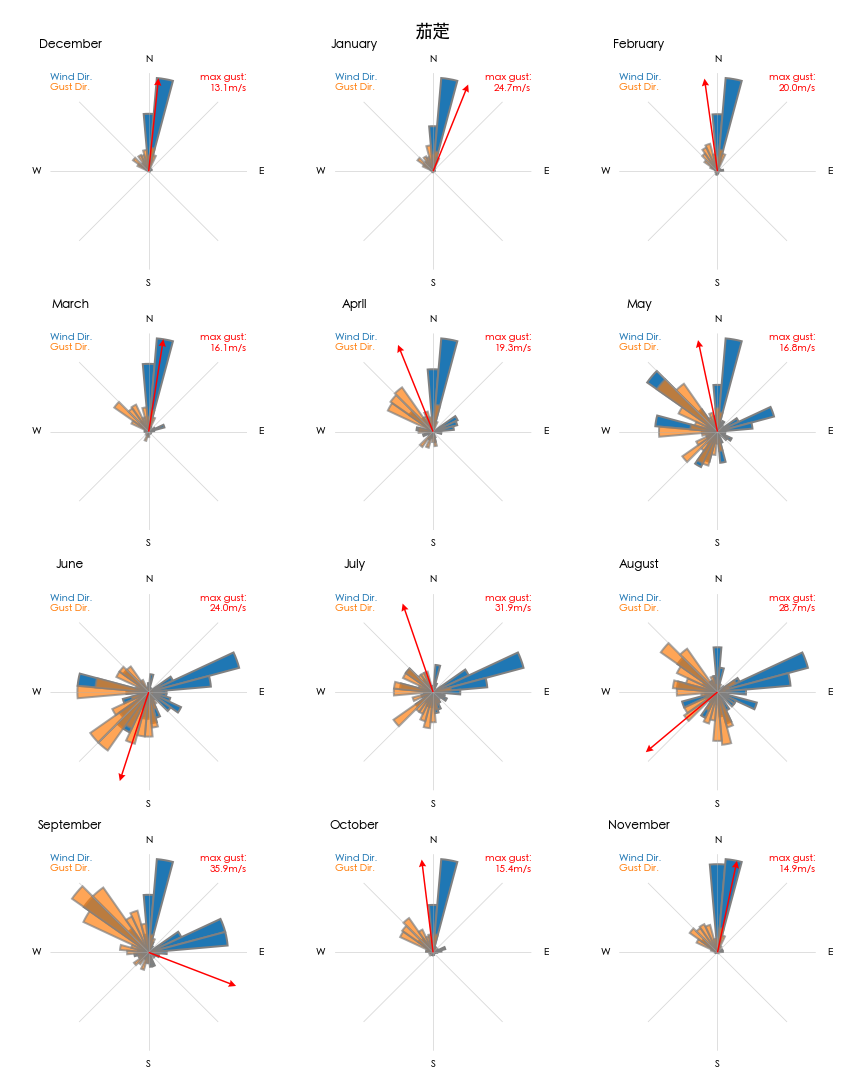 茄萣
December
January
February
N
N
N
Wind Dir.
Gust Dir.
max gust:
13.1m/s
Wind Dir.
Gust Dir.
max gust:
24.7m/s
Wind Dir.
Gust Dir.
max gust:
20.0m/s
W
E
W
E
W
E
S
S
S
March
April
May
N
N
N
Wind Dir.
Gust Dir.
max gust:
16.1m/s
Wind Dir.
Gust Dir.
max gust:
19.3m/s
Wind Dir.
Gust Dir.
max gust:
16.8m/s
W
E
W
E
W
E
S
S
S
June
July
August
N
N
N
Wind Dir.
Gust Dir.
max gust:
24.0m/s
Wind Dir.
Gust Dir.
max gust:
31.9m/s
Wind Dir.
Gust Dir.
max gust:
28.7m/s
W
E
W
E
W
E
S
S
S
September
October
November
N
N
N
Wind Dir.
Gust Dir.
max gust:
35.9m/s
Wind Dir.
Gust Dir.
max gust:
15.4m/s
Wind Dir.
Gust Dir.
max gust:
14.9m/s
W
E
W
E
W
E
S
S
S